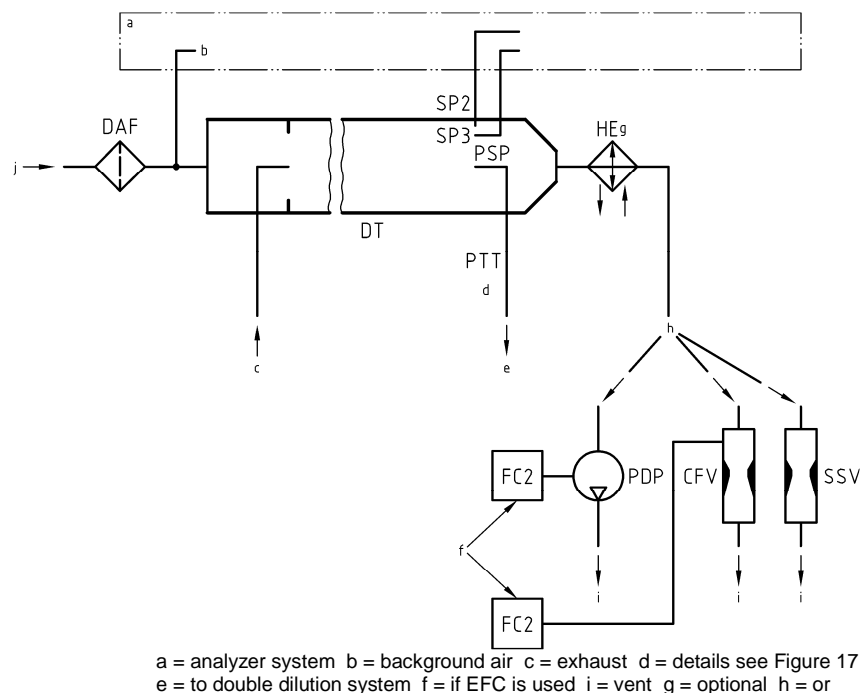 a
b
SP2
DAF
SP3
HEg
j
PSP
DT
PTT
d
h
c
e
FC2
PDP
CFV
SSV
f
i
i
i
FC2
a = analyzer system b = background air c = exhaust d = details see Figure 17
e = to double dilution system f = if EFC is used i = vent g = optional h = or